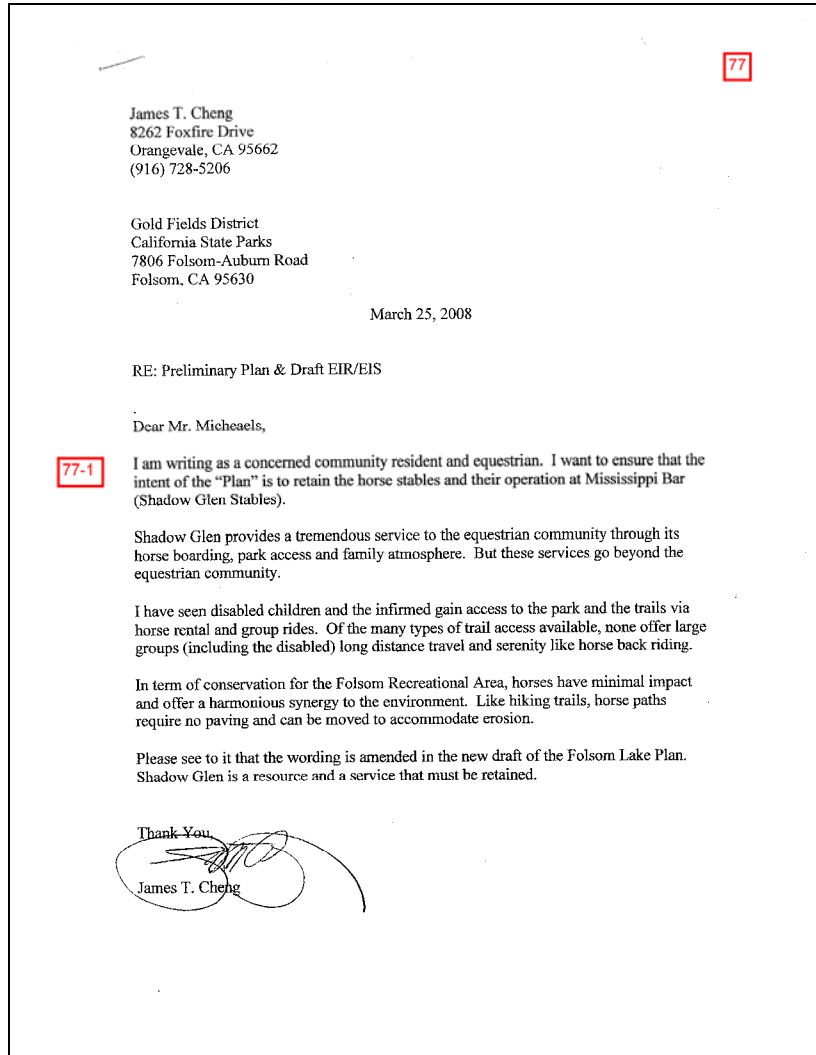 77
James T. Cheng
8262 Foxfire Drive
Orangevale, CA 95662
(916) 728-5206
Gold Fields District
California State Parks
7806 Folsom-Auburn Road
Folsom, CA 95630
March 25, 2008
RE: Preliminary Plan & Draft EIR/EIS
Dear Mr. Micheaels,
77-1
I am writing as a concerned community resident and equestrian. I want to ensure that the
intent of the “Plan” is to retain the horse stables and their operation at Mississippi Bar
(Shadow Glen Stables).
Shadow Glen provides a tremendous service to the equestrian community through its
horse boarding, park access and family atmosphere. But these services go beyond the
equestrian community.
I have seen disabled children and the infirmed gain access to the park and the trails via
horse rental and group rides. Of the many types of trail access available, none offer large
groups (including the disabled) long distance travel and serenity like horse back riding.
In term of conservation for the Folsom Recreational Area, horses have minimal impact
and offer a harmonious synergy to the environment. Like hiking trails, horse paths
require no paving and can be moved to accommodate erosion.
Please see to it that the wording is amended in the new draft of the Folsom Lake Plan.
Shadow Glen is a resource and a service that must be retained.
Thank You,
James T. Cheng